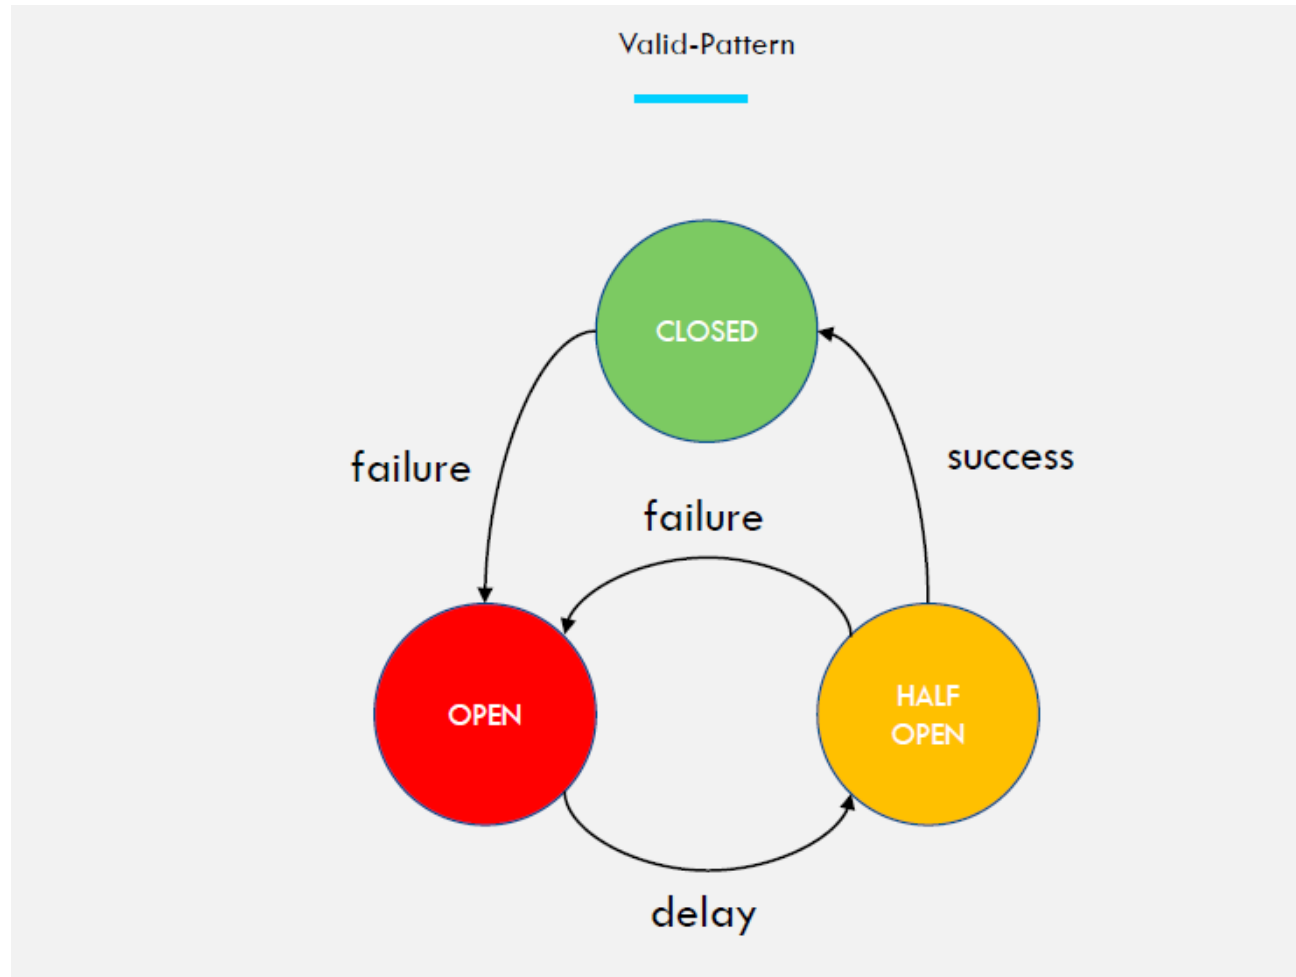 Valid-Pattern
CLOSED
failure
success
failure
OPEN
HALF
OPEN
delay